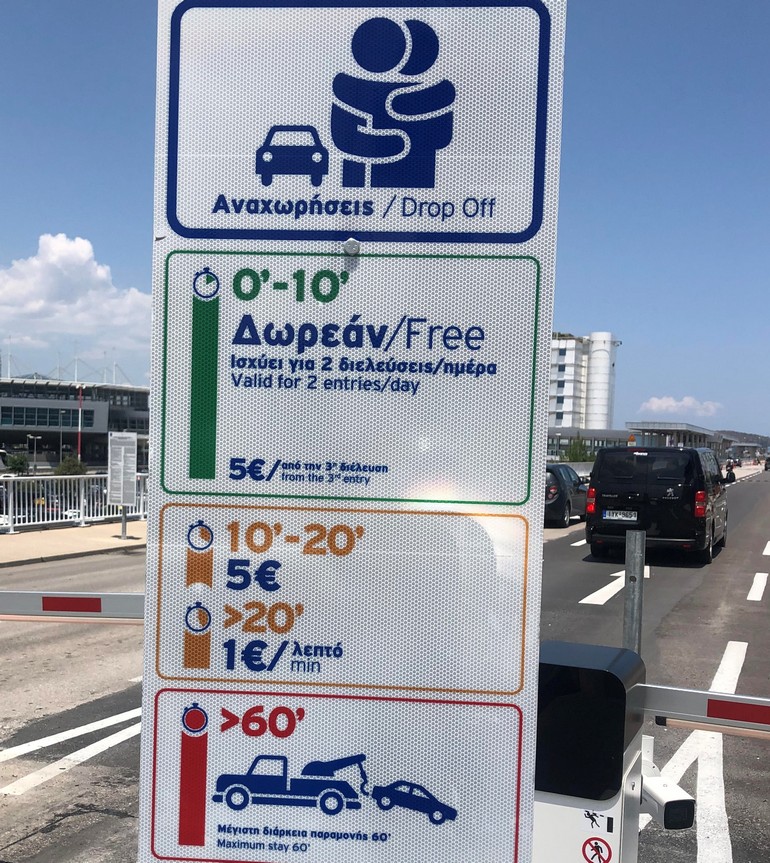 Αναχωρήσεις / Drop Off
0'-10'
Δωρεάν/Free
Ισχύει για 2 διελεύσεις/ημέρα
Valid for 2 entries/day
5€/ από την 3η διέλευση
from the 3rd entry
10'-20'
5€
>20'
1€/ λεπτό
min
>60'
Μέγιστη διάρκεια παραμονής 60'
Maximum stay 60'